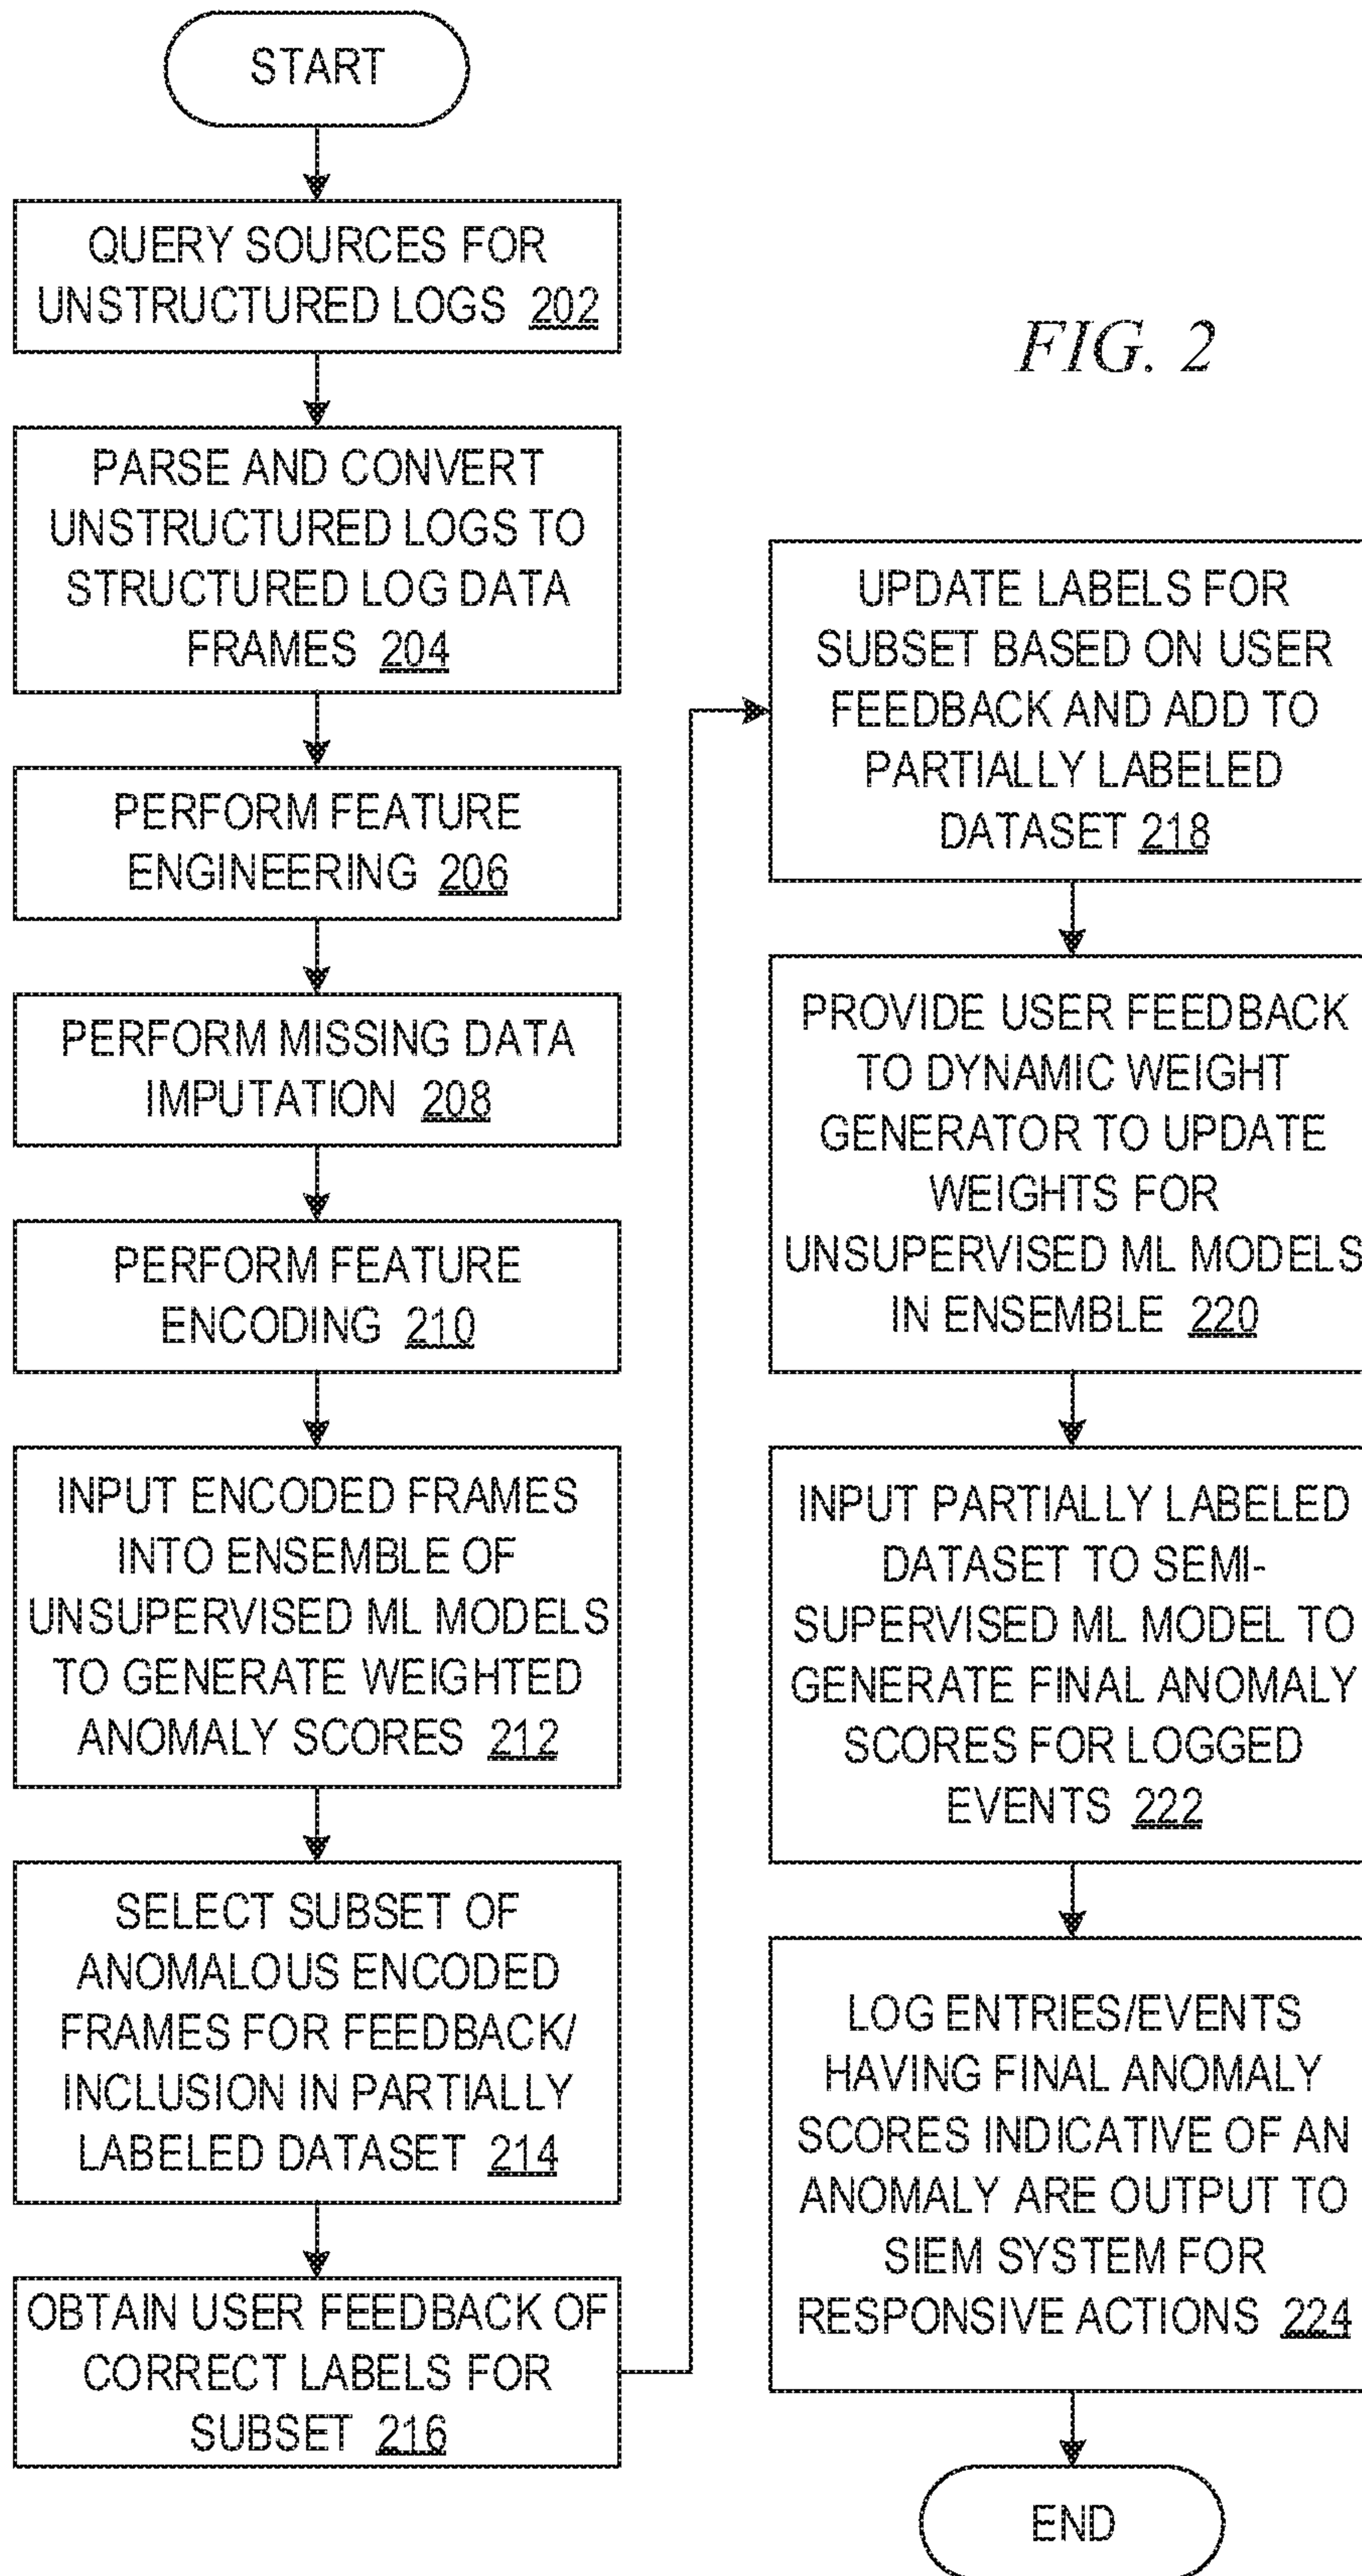 START
QUERY SOURCES FOR
UNSTRUCTURED LOGS 202
PARSE AND CONVERT
UNSTRUCTURED LOGS TO
STRUCTURED LOG DATA
FRAMES 204
PERFORM FEATURE
ENGINEERING 206
PERFORM MISSING DATA
IMPUTATION 208
PERFORM FEATURE
ENCODING 210
INPUT ENCODED FRAMES
INTO ENSEMBLE OF
UNSUPERVISED ML MODELS
TO GENERATE WEIGHTED
ANOMALY SCORES 212
SELECT SUBSET OF
ANOMALOUS ENCODED
FRAMES FOR FEEDBACK/
INCLUSION IN PARTIALLY
LABELED DATASET 214
OBTAIN USER FEEDBACK OF
CORRECT LABELS FOR
SUBSET 216
FIG. 2
UPDATE LABELS FOR
SUBSET BASED ON USER
FEEDBACK AND ADD TO
PARTIALLY LABELED
DATASET 218
PROVIDE USER FEEDBACK
TO DYNAMIC WEIGHT
GENERATOR TO UPDATE
WEIGHTS FOR
UNSUPERVISED ML MODELS
IN ENSEMBLE 220
INPUT PARTIALLY LABELED
DATASET TO SEMI-
SUPERVISED ML MODEL TO
GENERATE FINAL ANOMALY
SCORES FOR LOGGED
EVENTS 222
LOG ENTRIES/EVENTS
HAVING FINAL ANOMALY
SCORES INDICATIVE OF AN
ANOMALY ARE OUTPUT TO
SIEM SYSTEM FOR
RESPONSIVE ACTIONS 224
END